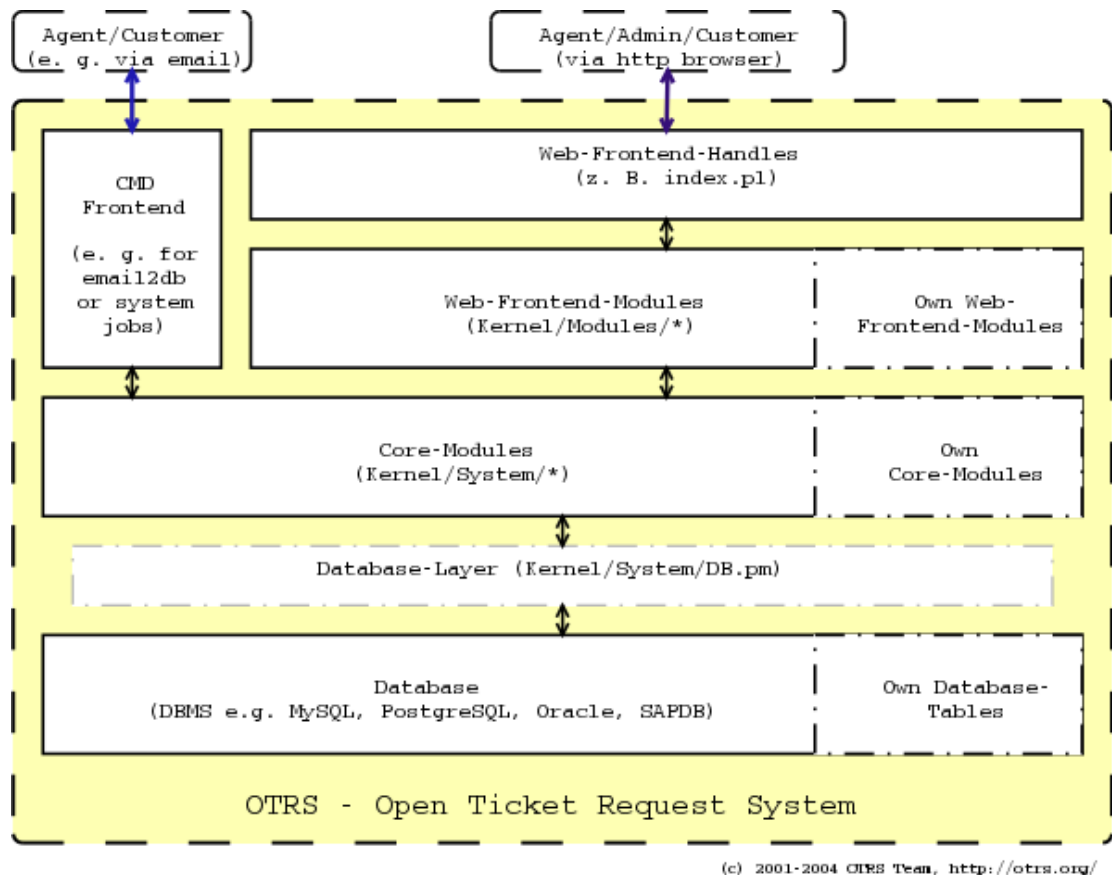 Agent/Customer
(e. g. via email)
Agent/Admin/Customer
(via http browser)
CMD
Frontend
(e. g. for
email2db
or system
jobs)
Web-Frontend-Handles
(z. B. index.pl)
Web-Frontend-Modules
(Kernel/Modules/*)
Own Web-
Frontend-Modules
Core-Modules
(Kernel/System/*)
Own
Core-Modules
Database-Layer (Kernel/System/DB.pm)
Database
(DBMS e.g. MySQL, PostgreSQL, Oracle, SAPDB)
Own Database-
Tables
OTRS - Open Ticket Request System
(c) 2001-2004 OTRS Team, http://otrs.org/